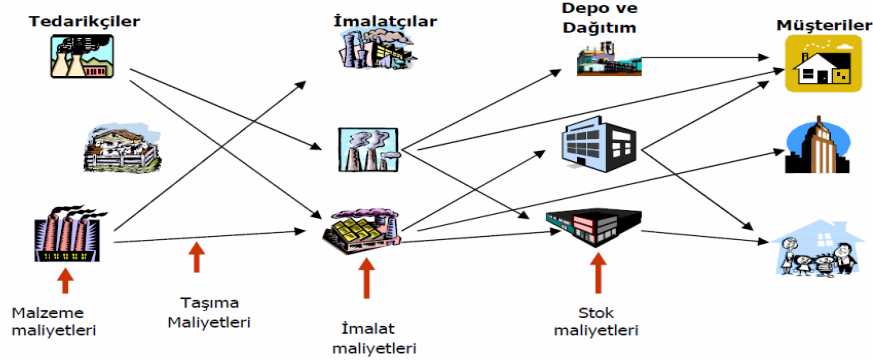 Tedarikçiler
İmalatçılar
Depo ve
Dağıtım
Müşteriler
Malzeme
maliyetleri
Taşıma
Maliyetleri
İmalat
maliyetleri
Stok
maliyetleri